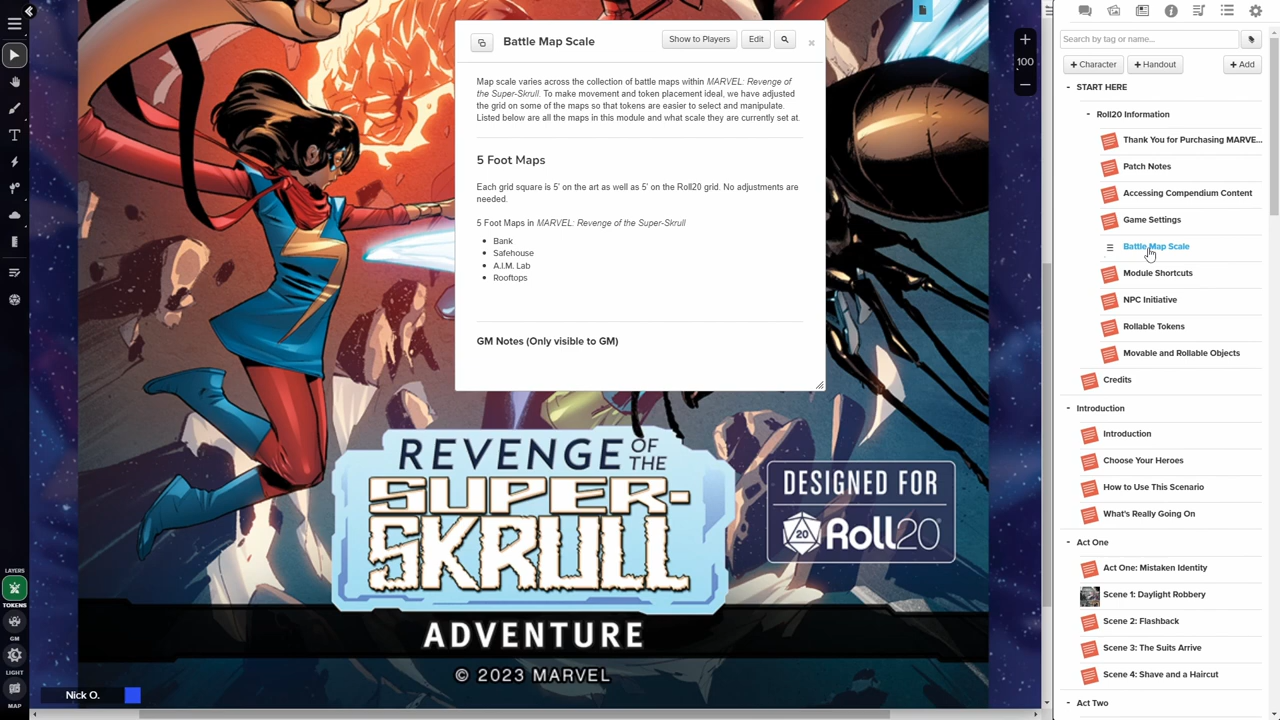 Battle Map Scale
Show to Players
Edit
Map scale varies across the collection of battle maps within MARVEL: Revenge of
the Super-Skrull. To make movement and token placement ideal, we have adjusted
the grid on some of the maps so that tokens are easier to select and manipulate.
Listed below are all the maps in this module and what scale they are currently set at.
5 Foot Maps
Each grid square is 5' on the art as well as 5' on the Roll20 grid. No adjustments are
needed.
5 Foot Maps in MARVEL: Revenge of the Super-Skrull
Bank
Safehouse
A.I.M. Lab
Rooftops
GM Notes (Only visible to GM)
REVENGE OF
THE
SUPER-
SKRULL
ADVENTURE
© 2023 MARVEL
DESIGNED FOR
20 Roll20
LAYERS
TOKENS
GM
LIGHT
MAP
Nick O.
100
Search by tag or name...
+ Character
+ Handout
+ Add
START HERE
Roll20 Information
Thank You for Purchasing MARVE...
Patch Notes
Accessing Compendium Content
Game Settings
Battle Map Scale
Module Shortcuts
NPC Initiative
Rollable Tokens
Movable and Rollable Objects
Credits
Introduction
Introduction
Choose Your Heroes
How to Use This Scenario
What's Really Going On
Act One
Act One: Mistaken Identity
Scene 1: Daylight Robbery
Scene 2: Flashback
Scene 3: The Suits Arrive
Scene 4: Shave and a Haircut
Act Two